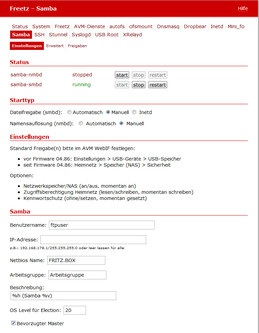 Freetz – Samba
Hilfe
Status System Freetz AVM-Dienste autofs cifsmount Dnsmasq Dropbear Inetd Mini_fo
Samba SSH Stunnel Syslogd USB Root XRelayd
Einstellungen Erweitert Freigaben
Status
samba-nmbd stopped start stop restart
samba-smbd running start stop restart
Starttyp
Dateifreigabe (smbd): Automatisch Manuell Inetd
Namensauflösung (nmbd): Automatisch Manuell
Einstellungen
Standard Freigabe(n) bitte im AVM WebIF festlegen:
vor Firmware 04.86: Einstellungen > USB-Geräte > USB-Speicher
seit Firmware 04.86: Heimnetz > Speicher (NAS) > Sicherheit
Optionen:
Netzwerkspeicher/NAS (an/aus, momentan an)
Zugriffsberechtigung Heimnetz (lesen/schreiben, momentan schreiben)
Kennwortschutz (ohne/setzen, momentan gesetzt)
Samba
Benutzername: ftpuser
IP-Adresse:
z.B.: 192.168.178.1/255.255.255.0 oder leer lassen für alle
Netbios Name: FRITZ.BOX
Arbeitsgruppe: Arbeitsgruppe
Beschreibung:
%h (Samba %v)
OS Level for Election: 20
Bevorzugter Master